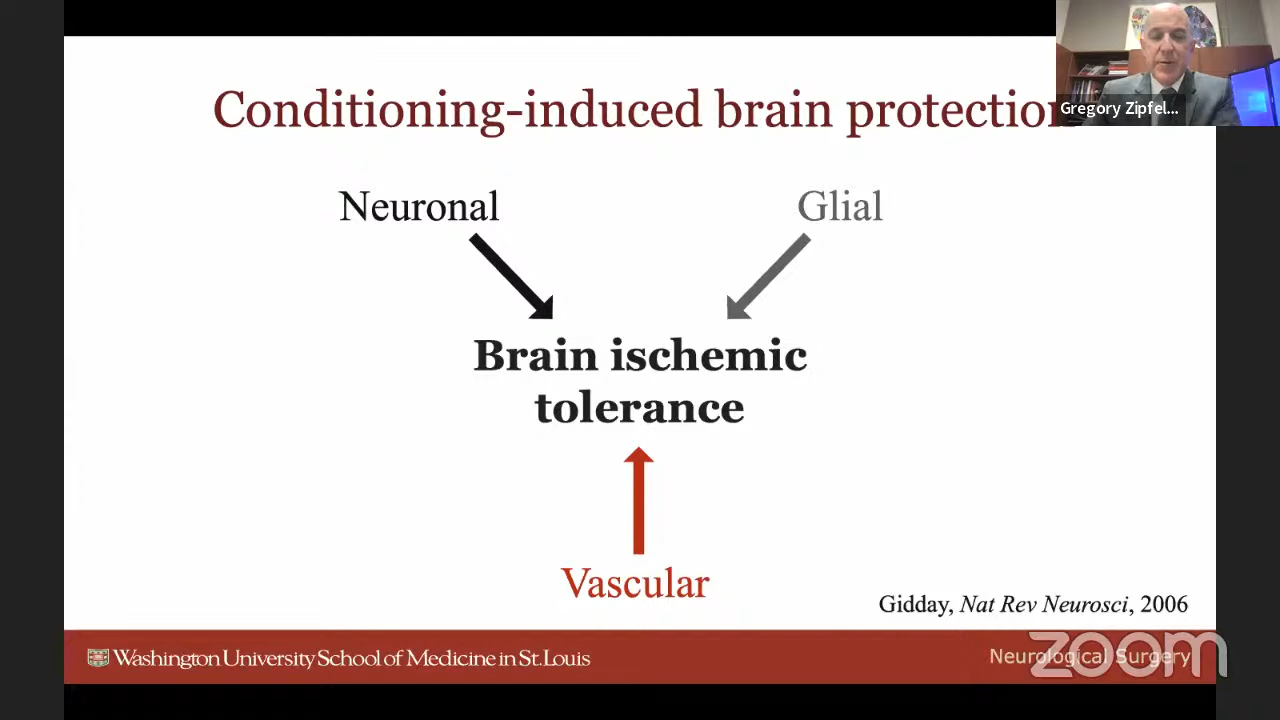 Conditioning-induced brain protection
Gregory Zipfel...
Neuronal
Glial
Brain ischemic
tolerance
Vascular
Gidday, Nat Rev Neurosci, 2006
Washington University School of Medicine in St. Louis
Neurological Surgery
zoom